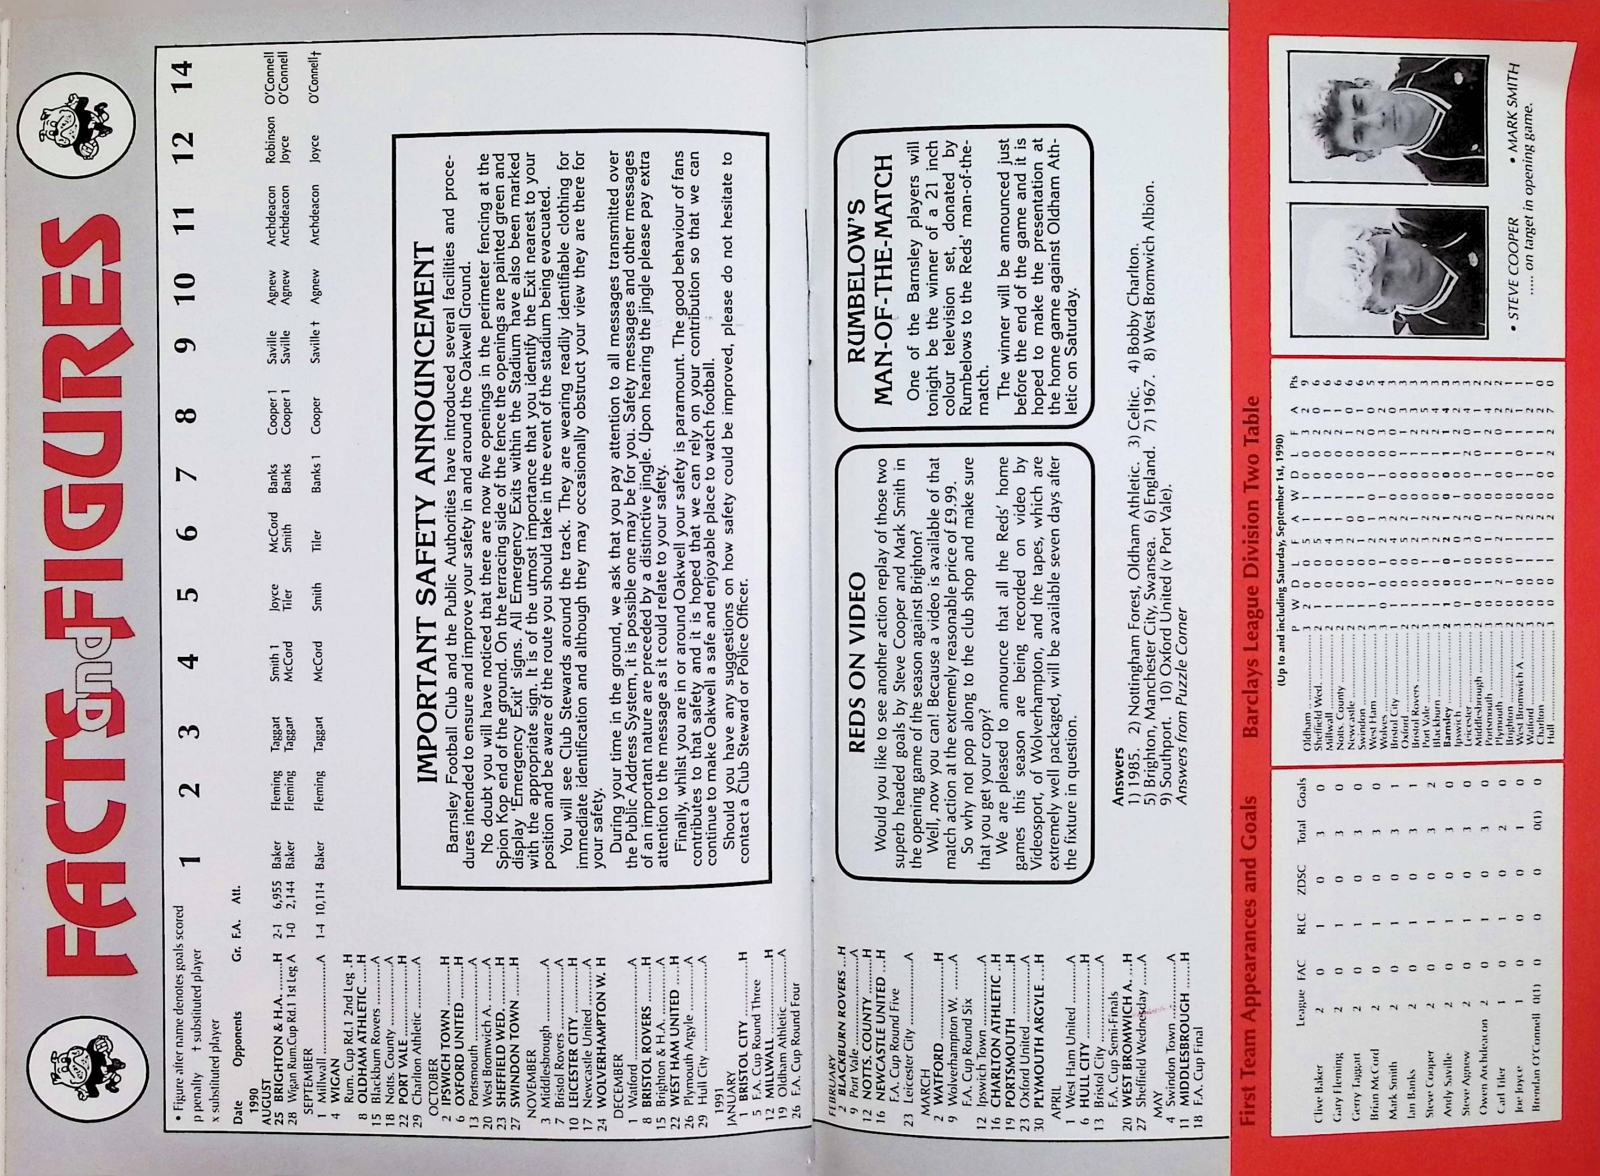 FACTS and FIGURES
• Figure after name denotes goals scored
p penalty † substituted player
x substituted player
Date Opponents Gr. F.A. Att. 1 2 3 4 5 6 7 8 9 10 11 12 14
1990
AUGUST
25 BRIGHTON & H.A. ........H 2-1 6,955 Baker Fleming Taggart Smith 1 Joyce McCord Banks Cooper 1 Saville Agnew Archdeacon Robinson O'Connell
28 Wigan Rum.Cup Rd.1 1st Leg A 1-0 2,144 Baker Fleming Taggart McCord Tiler Smith Banks Cooper 1 Saville Agnew Archdeacon Joyce O'Connell
SEPTEMBER
1 Millwall ........A 1-4 10,114 Baker Fleming Taggart McCord Smith Tiler Banks 1 Cooper Saville † Agnew Archdeacon Joyce O'Connell†
4 WIGAN
Rum. Cup Rd.1 2nd Leg ..H
8 OLDHAM ATHLETIC ........H
15 Blackburn Rovers ........A
18 Notts. County ........A
22 PORT VALE ........H
29 Charlton Athletic ........A
OCTOBER
2 IPSWICH TOWN ........H
6 OXFORD UNITED ........H
13 Portsmouth ........A
20 West Bromwich A. ........A
23 SHEFFIELD WED. ........H
27 SWINDON TOWN ........H
NOVEMBER
3 Middlesbrough ........A
7 Bristol Rovers ........A
10 LEICESTER CITY ........H
17 Newcastle United ........A
24 WOLVERHAMPTON W. H
DECEMBER
1 Watford ........A
8 BRISTOL ROVERS ........H
15 Brighton & H.A. ........A
22 WEST HAM UNITED ........H
26 Plymouth Argyle ........A
29 Hull City ........A
1991
JANUARY
1 BRISTOL CITY ........H
5 F.A. Cup Round Three
12 MILLWALL ........H
19 Oldham Athletic ........A
26 F.A. Cup Round Four
IMPORTANT SAFETY ANNOUNCEMENT
Barnsley Football Club and the Public Authorities have introduced several facilities and proce-
dures intended to ensure and improve your safety in and around the Oakwell Ground.
No doubt you will have noticed that there are now five openings in the perimeter fencing at the
Spion Kop end of the ground. On the terracing side of the fence the openings are painted green and
display 'Emergency Exit' signs. All Emergency Exits within the Stadium have also been marked
with the appropriate sign. It is of the utmost importance that you identify the Exit nearest to your
position and be aware of the route you should take in the event of the stadium being evacuated.
You will see Club Stewards around the track. They are wearing readily identifiable clothing for
immediate identification and although they may occasionally obstruct your view they are there for
your safety.
During your time in the ground, we ask that you pay attention to all messages transmitted over
the Public Address System, it is possible one may be for you. Safety messages and other messages
of an important nature are preceded by a distinctive jingle. Upon hearing the jingle please pay extra
attention to the message as it could relate to your safety.
Finally, whilst you are in or around Oakwell your safety is paramount. The good behaviour of fans
contributes to that safety and it is hoped that we can rely on your contribution so that we can
continue to make Oakwell a safe and enjoyable place to watch football.
Should you have any suggestions on how safety could be improved, please do not hesitate to
contact a Club Steward or Police Officer.
FEBRUARY
2 BLACKBURN ROVERS ...H
9 Port Vale ........A
12 NOTTS. COUNTY ........H
16 NEWCASTLE UNITED ...H
F.A. Cup Round Five
23 Leicester City ........A
MARCH
2 WATFORD ........H
9 Wolverhampton W. ........A
F.A. Cup Round Six
12 Ipswich Town ........A
16 CHARLTON ATHLETIC ..H
19 PORTSMOUTH ........H
23 Oxford United ........A
30 PLYMOUTH ARGYLE ....H
APRIL
1 West Ham United ........A
6 HULL CITY ........H
13 Bristol City ........A
F.A. Cup Semi-Finals
20 WEST BROMWICH A. ...H
27 Sheffield Wednesday ........A
MAY
4 Swindon Town ........A
11 MIDDLESBROUGH ........H
18 F.A. Cup Final
REDS ON VIDEO
Would you like to see another action replay of those two
superb headed goals by Steve Cooper and Mark Smith in
the opening game of the season against Brighton?
Well, now you can! Because a video is available of that
match action at the extremely reasonable price of £9.99.
So why not pop along to the club shop and make sure
that you get your copy?
We are pleased to announce that all the Reds' home
games this season are being recorded on video by
Videosport, of Wolverhampton, and the tapes, which are
extremely well packaged, will be available seven days after
the fixture in question.
RUMBELOW'S
MAN-OF-THE-MATCH
One of the Barnsley players will
tonight be the winner of a 21 inch
colour television set, donated by
Rumbelows to the Reds' man-of-the-
match.
The winner will be announced just
before the end of the game and it is
hoped to make the presentation at
the home game against Oldham Ath-
letic on Saturday.
Answers
1) 1985. 2) Nottingham Forest, Oldham Athletic. 3) Celtic. 4) Bobby Charlton.
5) Brighton, Manchester City, Swansea. 6) England. 7) 1967. 8) West Bromwich Albion.
9) Southport. 10) Oxford United (v Port Vale).
Answers from Puzzle Corner
First Team Appearances and Goals
League FAC RLC ZDSC Total Goals
Clive Baker 2 0 1 0 3 0
Gary Fleming 2 0 1 0 3 0
Gerry Taggart 2 0 1 0 3 0
Brian McCord 2 0 1 0 3 0
Mark Smith 2 0 1 0 3 1
Ian Banks 2 0 1 0 3 1
Steve Cooper 2 0 1 0 3 2
Andy Saville 2 0 1 0 3 0
Steve Agnew 2 0 1 0 3 0
Owen Archdeacon 2 0 1 0 3 0
Carl Tiler 1 0 1 0 2 0
Joe Joyce 1 0 0 0 1 0
Brendan O'Connell 0(1) 0 0 0 0(1) 0
Barclays League Division Two Table
(Up to and including Saturday, September 1st, 1990)
P W D L F A W D L F A Pts
Oldham
Sheffield Wed.
Millwall
Notts. County
Newcastle
Swindon
West Ham
Wolves
Bristol City
Oxford
Bristol Rovers
Port Vale
Blackburn
Barnsley
Ipswich
Leicester
Middlesbrough
Portsmouth
Plymouth
Brighton
West Bromwich A.
Watford
Charlton
Hull
• STEVE COOPER • MARK SMITH
...... on target in opening game.